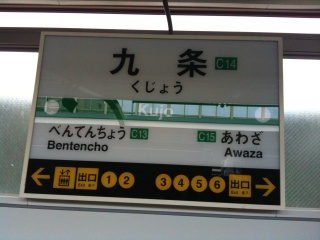 九条 C14
くじょう
Kujō
べんてんちょう C13
Bentencho
C15 あわざ
Awaza
← 出口 1 2 3 4 5 6 出口 →